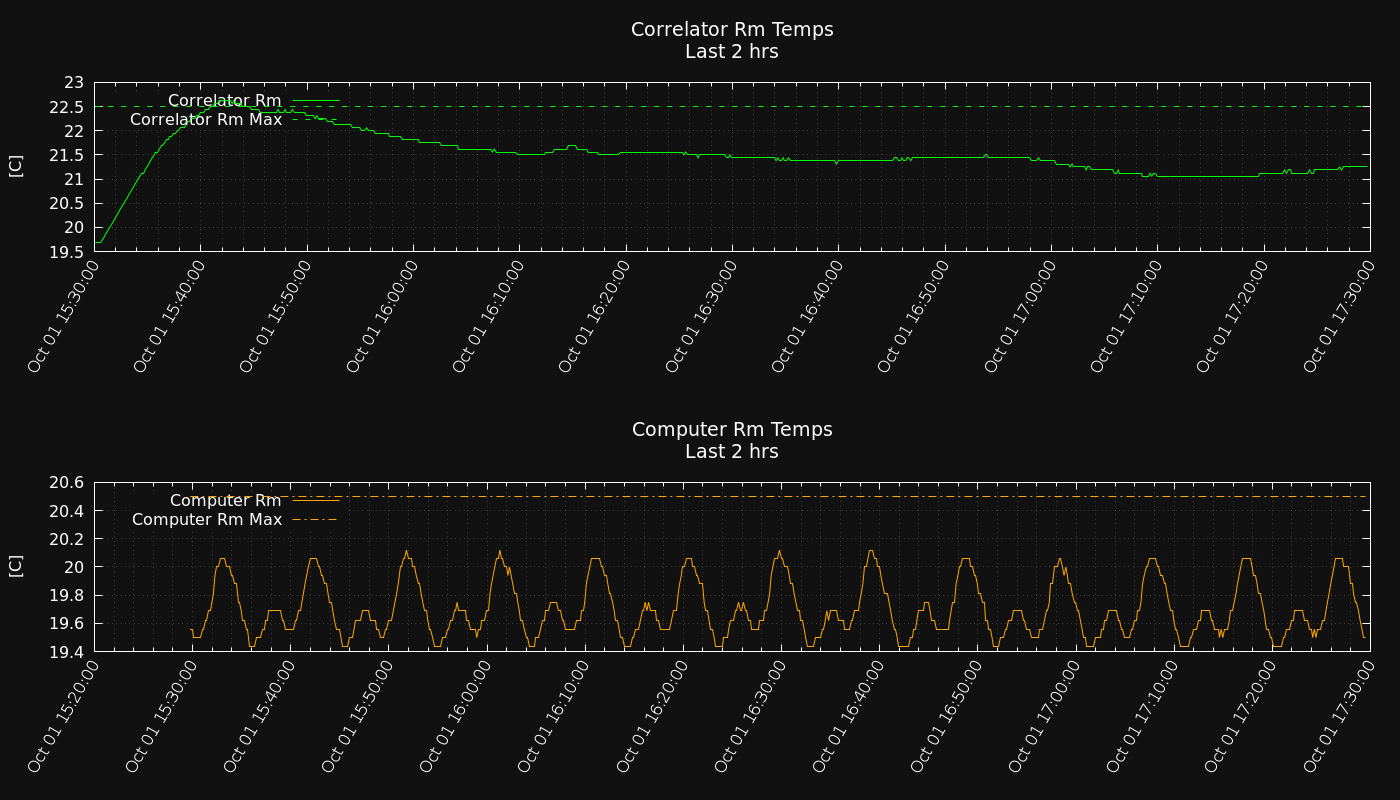 Correlator Rm Temps
Last 2 hrs
[C]
23
22.5
22
21.5
21
20.5
20
19.5
Correlator Rm
Correlator Rm Max
Oct 01 15:30:00
Oct 01 15:40:00
Oct 01 15:50:00
Oct 01 16:00:00
Oct 01 16:10:00
Oct 01 16:20:00
Oct 01 16:30:00
Oct 01 16:40:00
Oct 01 16:50:00
Oct 01 17:00:00
Oct 01 17:10:00
Oct 01 17:20:00
Oct 01 17:30:00
Computer Rm Temps
Last 2 hrs
[C]
20.6
20.4
20.2
20
19.8
19.6
19.4
Computer Rm
Computer Rm Max
Oct 01 15:20:00
Oct 01 15:30:00
Oct 01 15:40:00
Oct 01 15:50:00
Oct 01 16:00:00
Oct 01 16:10:00
Oct 01 16:20:00
Oct 01 16:30:00
Oct 01 16:40:00
Oct 01 16:50:00
Oct 01 17:00:00
Oct 01 17:10:00
Oct 01 17:20:00
Oct 01 17:30:00